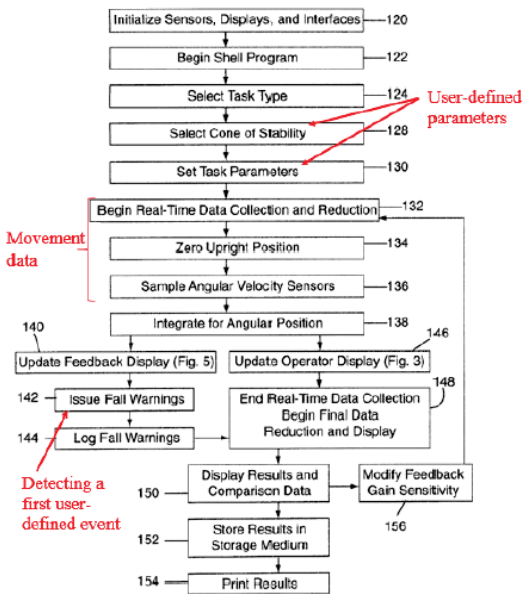 Initialize Sensors, Displays, and Interfaces
120
Begin Shell Program
122
Select Task Type
124
User-defined
parameters
Select Cone of Stability
128
Set Task Parameters
130
Begin Real-Time Data Collection and Reduction
132
Movement
data
Zero Upright Position
134
Sample Angular Velocity Sensors
136
Integrate for Angular Position
138
140
146
Update Feedback Display (Fig. 5)
Update Operator Display (Fig. 3)
142
Issue Fall Warnings
148
End Real-Time Data Collection
Begin Final Data
Reduction and Display
144
Log Fall Warnings
Detecting a
first user-
defined event
150
Display Results and
Comparison Data
Modify Feedback
Gain Sensitivity
156
152
Store Results in
Storage Medium
154
Print Results